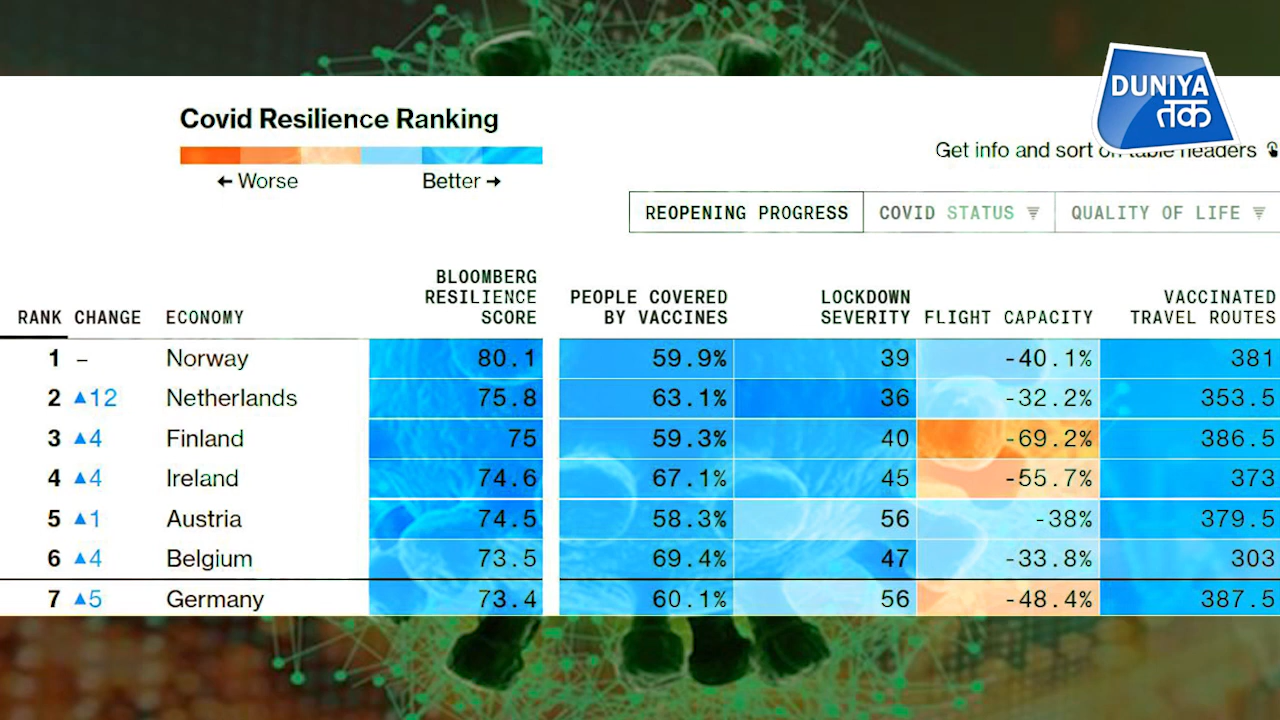 DUNIYA
तक
Covid Resilience Ranking
← Worse Better →
Get info and sort on table headers
REOPENING PROGRESS COVID STATUS QUALITY OF LIFE
RANK CHANGE ECONOMY BLOOMBERG RESILIENCE SCORE PEOPLE COVERED BY VACCINES LOCKDOWN SEVERITY FLIGHT CAPACITY VACCINATED TRAVEL ROUTES
1 – Norway 80.1 59.9% 39 -40.1% 381
2 ▲12 Netherlands 75.8 63.1% 36 -32.2% 353.5
3 ▲4 Finland 75 59.3% 40 -69.2% 386.5
4 ▲4 Ireland 74.6 67.1% 45 -55.7% 373
5 ▲1 Austria 74.5 58.3% 56 -38% 379.5
6 ▲4 Belgium 73.5 69.4% 47 -33.8% 303
7 ▲5 Germany 73.4 60.1% 56 -48.4% 387.5